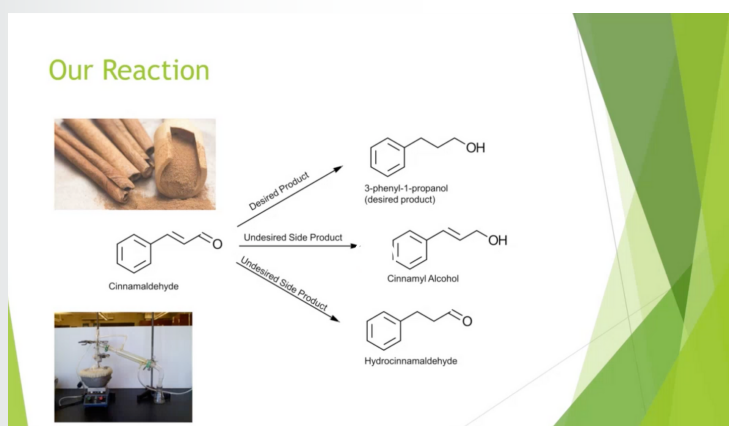 Our Reaction
Desired Product
OH
3-phenyl-1-propanol
(desired product)
O
Cinnamaldehyde
Undesired Side Product
OH
Cinnamyl Alcohol
Undesired Side Product
O
Hydrocinnamaldehyde